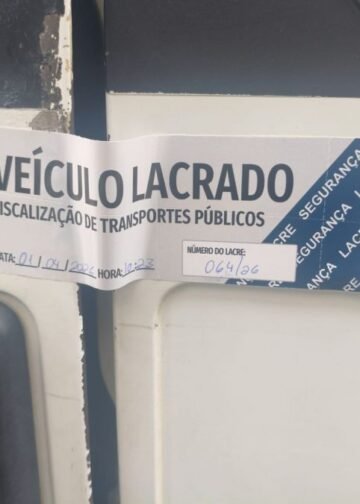 VEÍCULO LACRADO
ISCALIZAÇÃO DE TRANSPORTES PÚBLICOS
NÚMERO DO LACRE:
ATA: 01/04/2026 HORA: 10:23
064/26
SEGURANÇA
LACRE SEGURANÇA